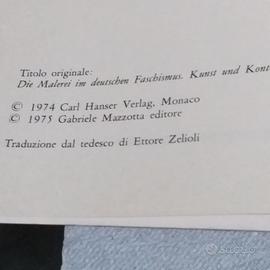 Titolo originale:
Die Malerei im deutschen Faschismus. Kunst und Kont
© 1974 Carl Hanser Verlag, Monaco
© 1975 Gabriele Mazzotta editore
Traduzione dal tedesco di Ettore Zelioli
subito